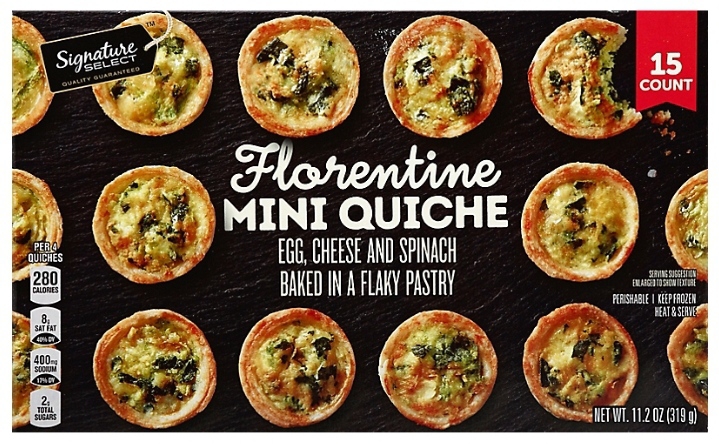 Signature
SELECT
™
QUALITY GUARANTEED
15
COUNT
Florentine
MINI QUICHE
EGG, CHEESE AND SPINACH
BAKED IN A FLAKY PASTRY
PER 4
QUICHES
280
CALORIES
8g
SAT FAT
40% DV
400mg
SODIUM
17% DV
2g
TOTAL
SUGARS
SERVING SUGGESTION
ENLARGED TO SHOW TEXTURE
PERISHABLE | KEEP FROZEN
HEAT & SERVE
NET WT. 11.2 OZ (319 g)